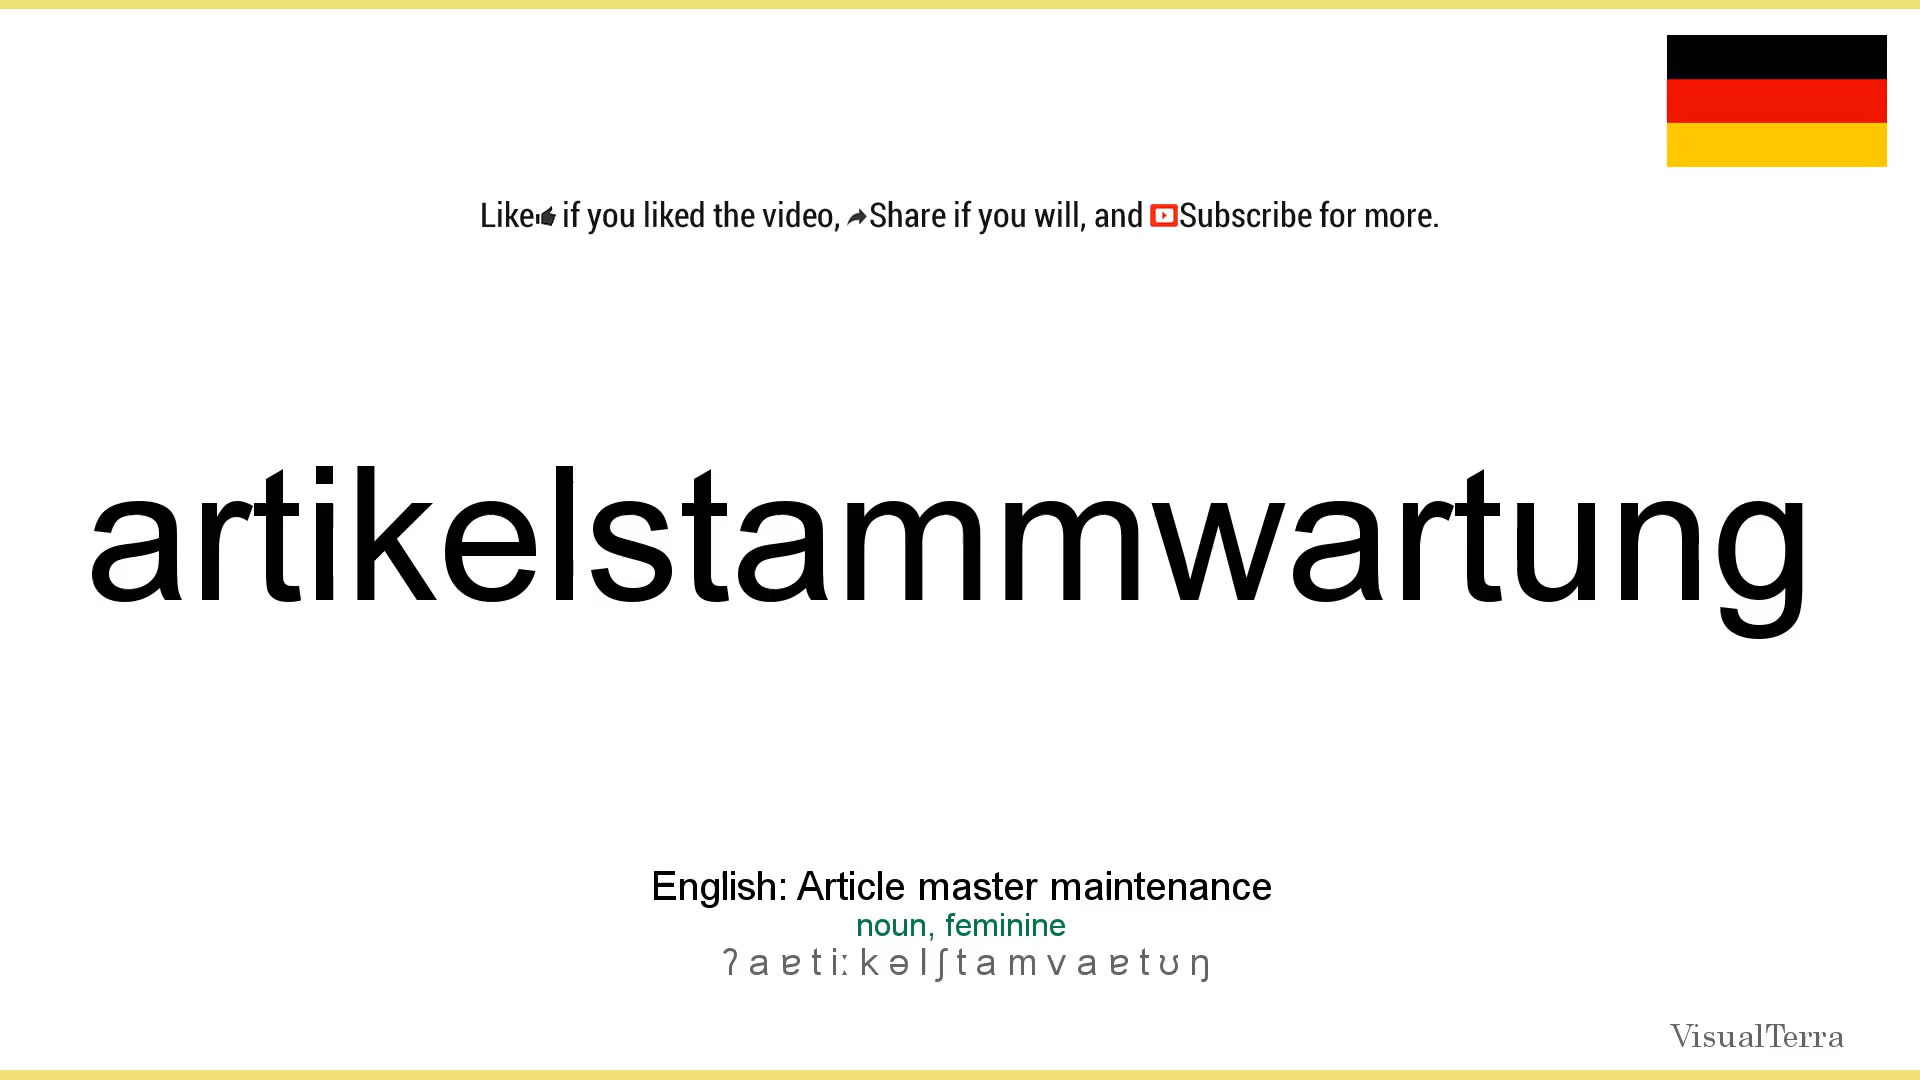 Like if you liked the video, Share if you will, and Subscribe for more.
artikelstammwartung
English: Article master maintenance
noun, feminine
ʔ a ɐ t iː k ə l ʃ t a m v a ɐ t ʊ ŋ
VisualTerra